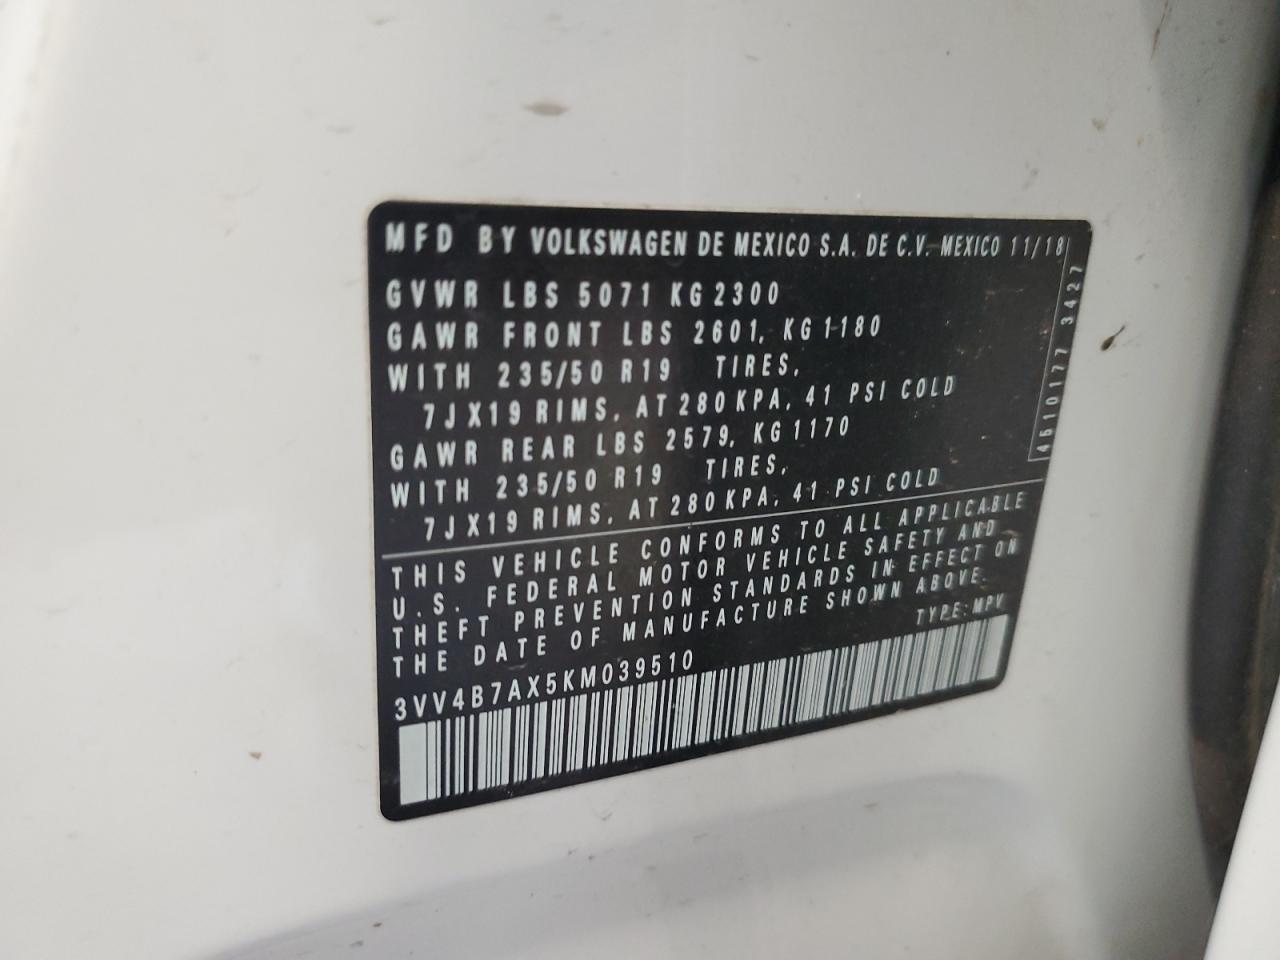 MFD BY VOLKSWAGEN DE MEXICO S.A. DE C.V. MEXICO 11/18
GVWR LBS 5071 KG 2300
GAWR FRONT LBS 2601, KG 1180
WITH 235/50 R19 TIRES,
7JX19 RIMS, AT 280 KPA, 41 PSI COLD
GAWR REAR LBS 2579, KG 1170
WITH 235/50 R19 TIRES,
7JX19 RIMS, AT 280 KPA, 41 PSI COLD
4610177 3427
THIS VEHICLE CONFORMS TO ALL APPLICABLE
U.S. FEDERAL MOTOR VEHICLE SAFETY AND
THEFT PREVENTION STANDARDS IN EFFECT ON
THE DATE OF MANUFACTURE SHOWN ABOVE.
TYPE: MPV
3VV4B7AX5KM039510